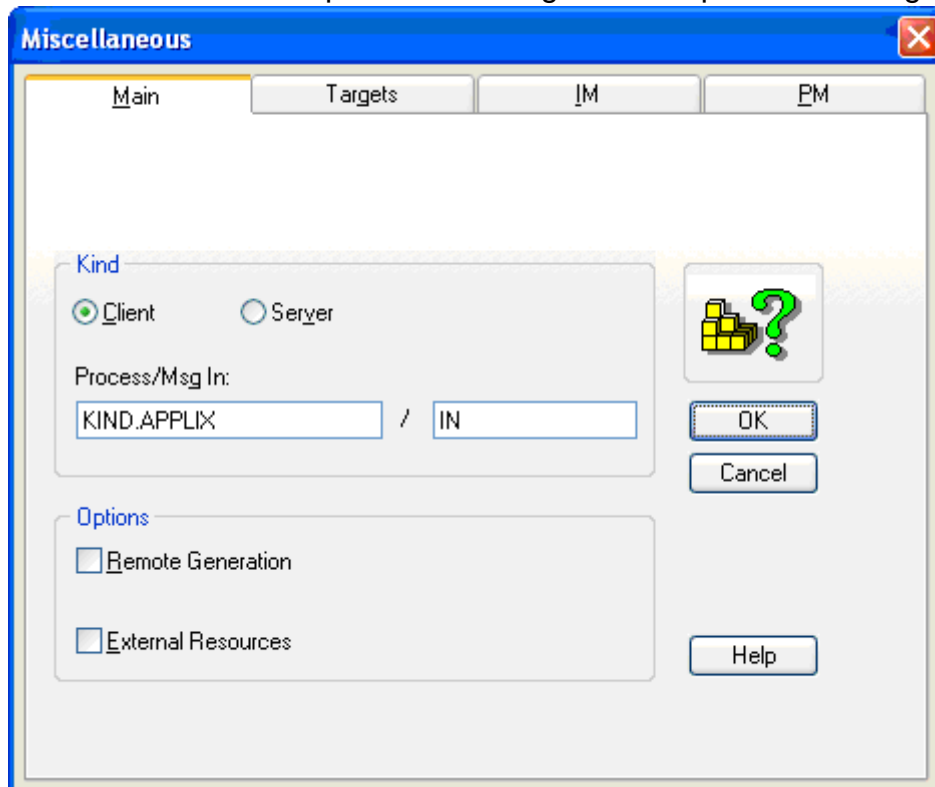 Miscellaneous
Main Targets IM PM
Kind
Client Server
Process/Msg In:
KIND.APPLIX / IN
OK
Cancel
Options
Remote Generation
External Resources
Help